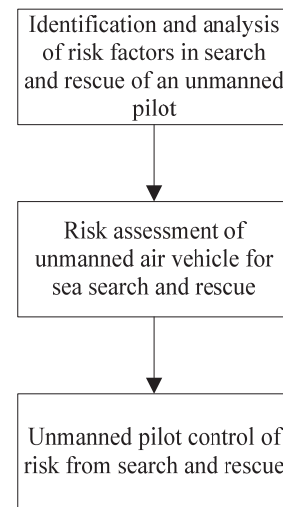 Identification and analysis
of risk factors in search
and rescue of an unmanned
pilot
Risk assessment of
unmanned air vehicle for
sea search and rescue
Unmanned pilot control of
risk from search and rescue